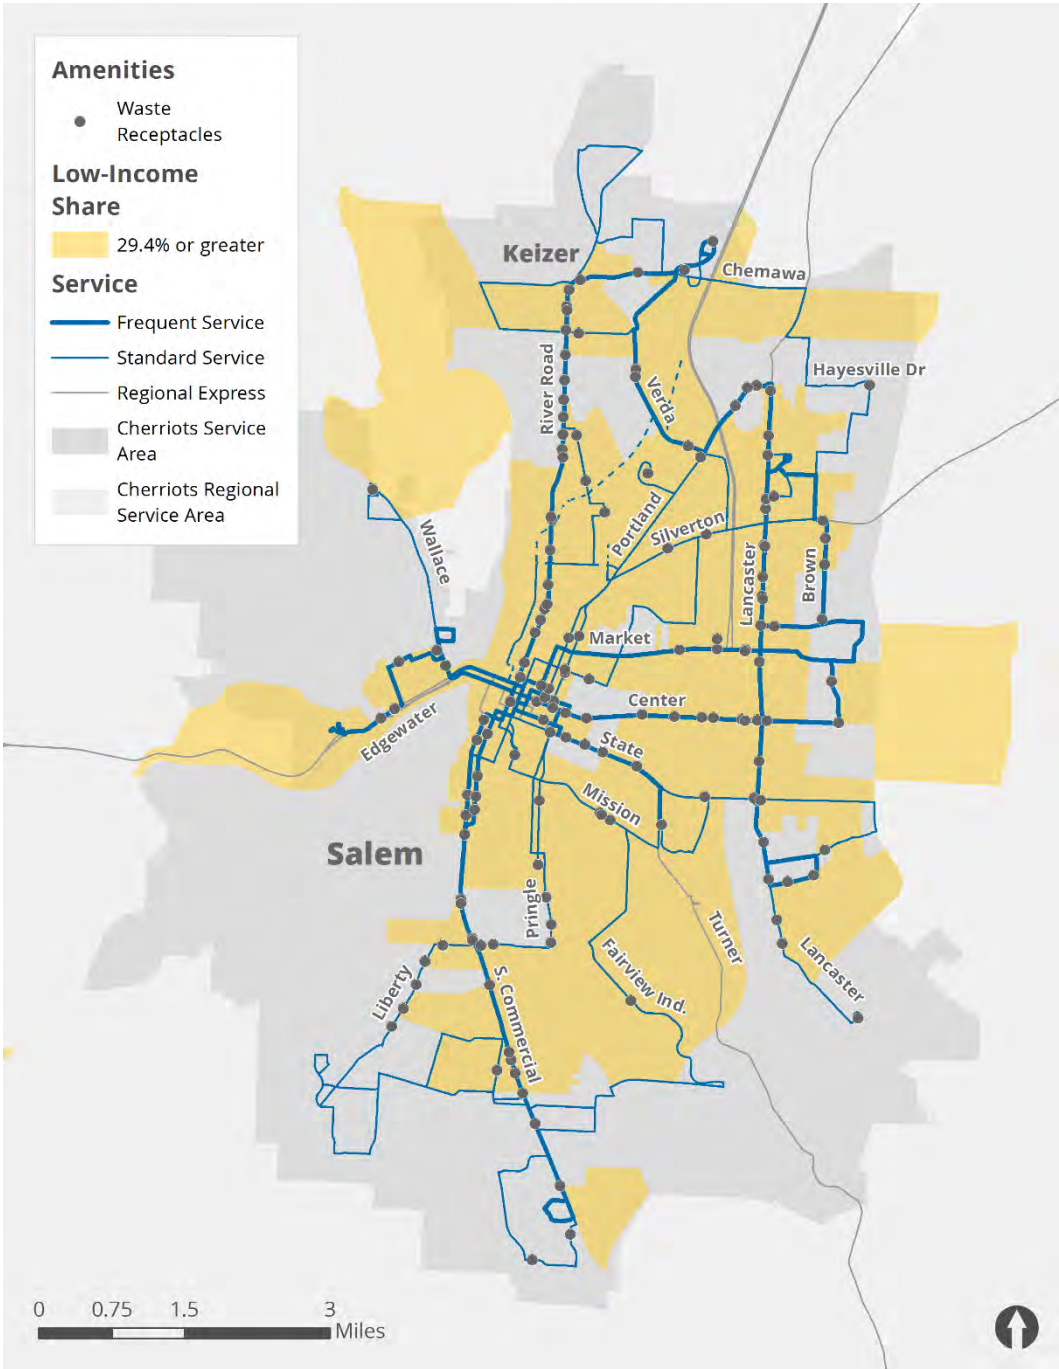 Amenities
Waste
Receptacles
Low-Income
Share
29.4% or greater
Service
Frequent Service
Standard Service
Regional Express
Cherriots Service
Area
Cherriots Regional
Service Area
Keizer
Chemawa
Hayesville Dr
River Road
Verda
Portland
Silverton
Wallace
Lancaster
Brown
Market
Center
Edgewater
State
Mission
Salem
Pringle
Turner
Fairview Ind.
Lancaster
Liberty
S. Commercial
0 0.75 1.5 3
Miles